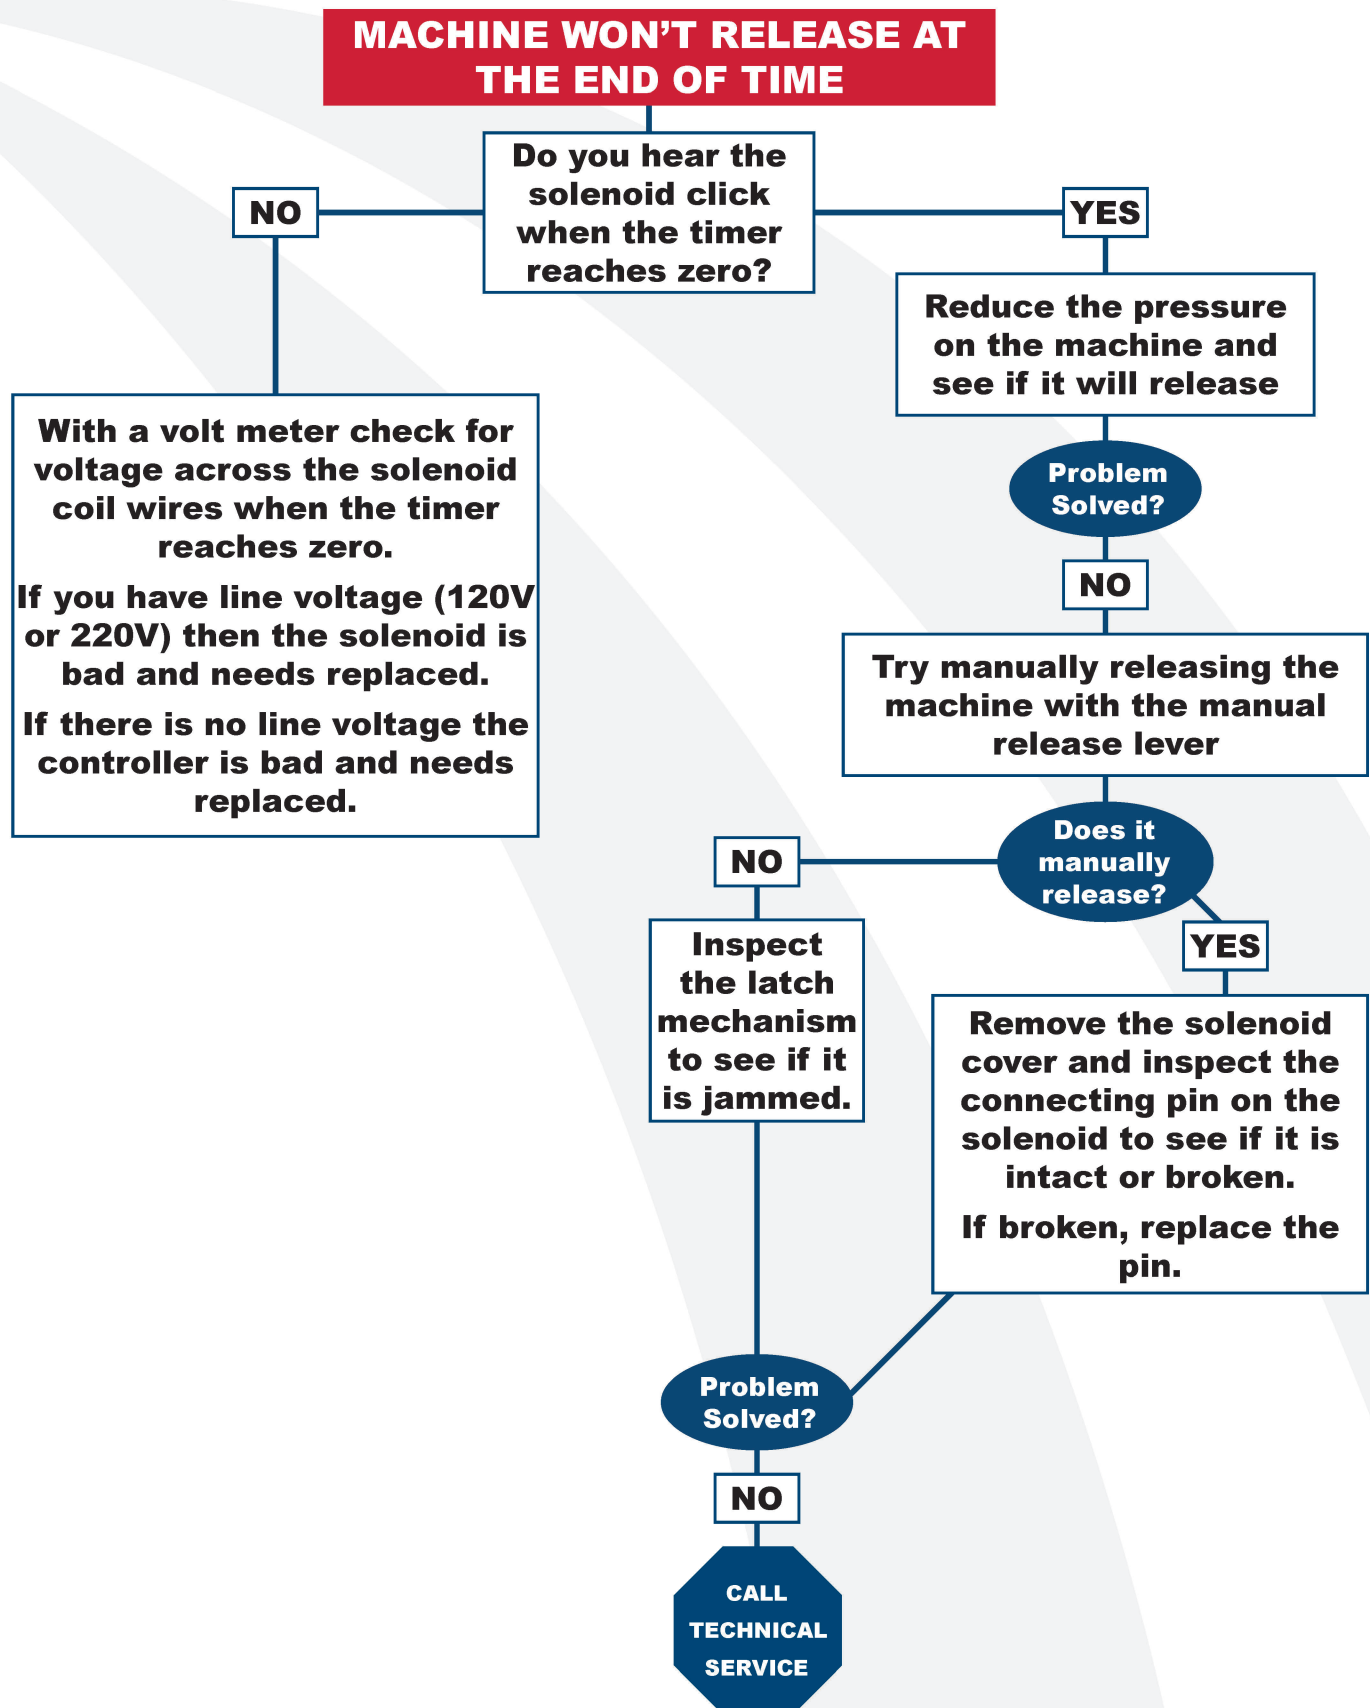 MACHINE WON'T RELEASE AT
THE END OF TIME
Do you hear the
solenoid click
when the timer
reaches zero?
NO
YES
With a volt meter check for
voltage across the solenoid
coil wires when the timer
reaches zero.
If you have line voltage (120V
or 220V) then the solenoid is
bad and needs replaced.
If there is no line voltage the
controller is bad and needs
replaced.
Reduce the pressure
on the machine and
see if it will release
Problem
Solved?
NO
Try manually releasing the
machine with the manual
release lever
Does it
manually
release?
NO
YES
Inspect
the latch
mechanism
to see if it
is jammed.
Remove the solenoid
cover and inspect the
connecting pin on the
solenoid to see if it is
intact or broken.
If broken, replace the
pin.
Problem
Solved?
NO
CALL
TECHNICAL
SERVICE